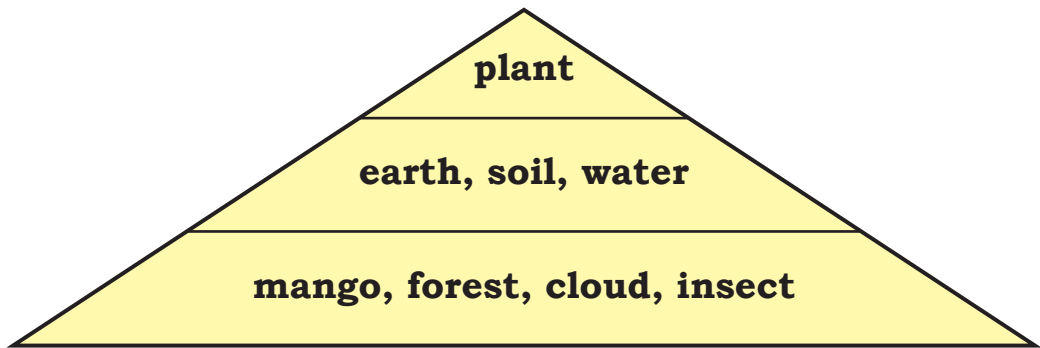 plant
earth, soil, water
mango, forest, cloud, insect